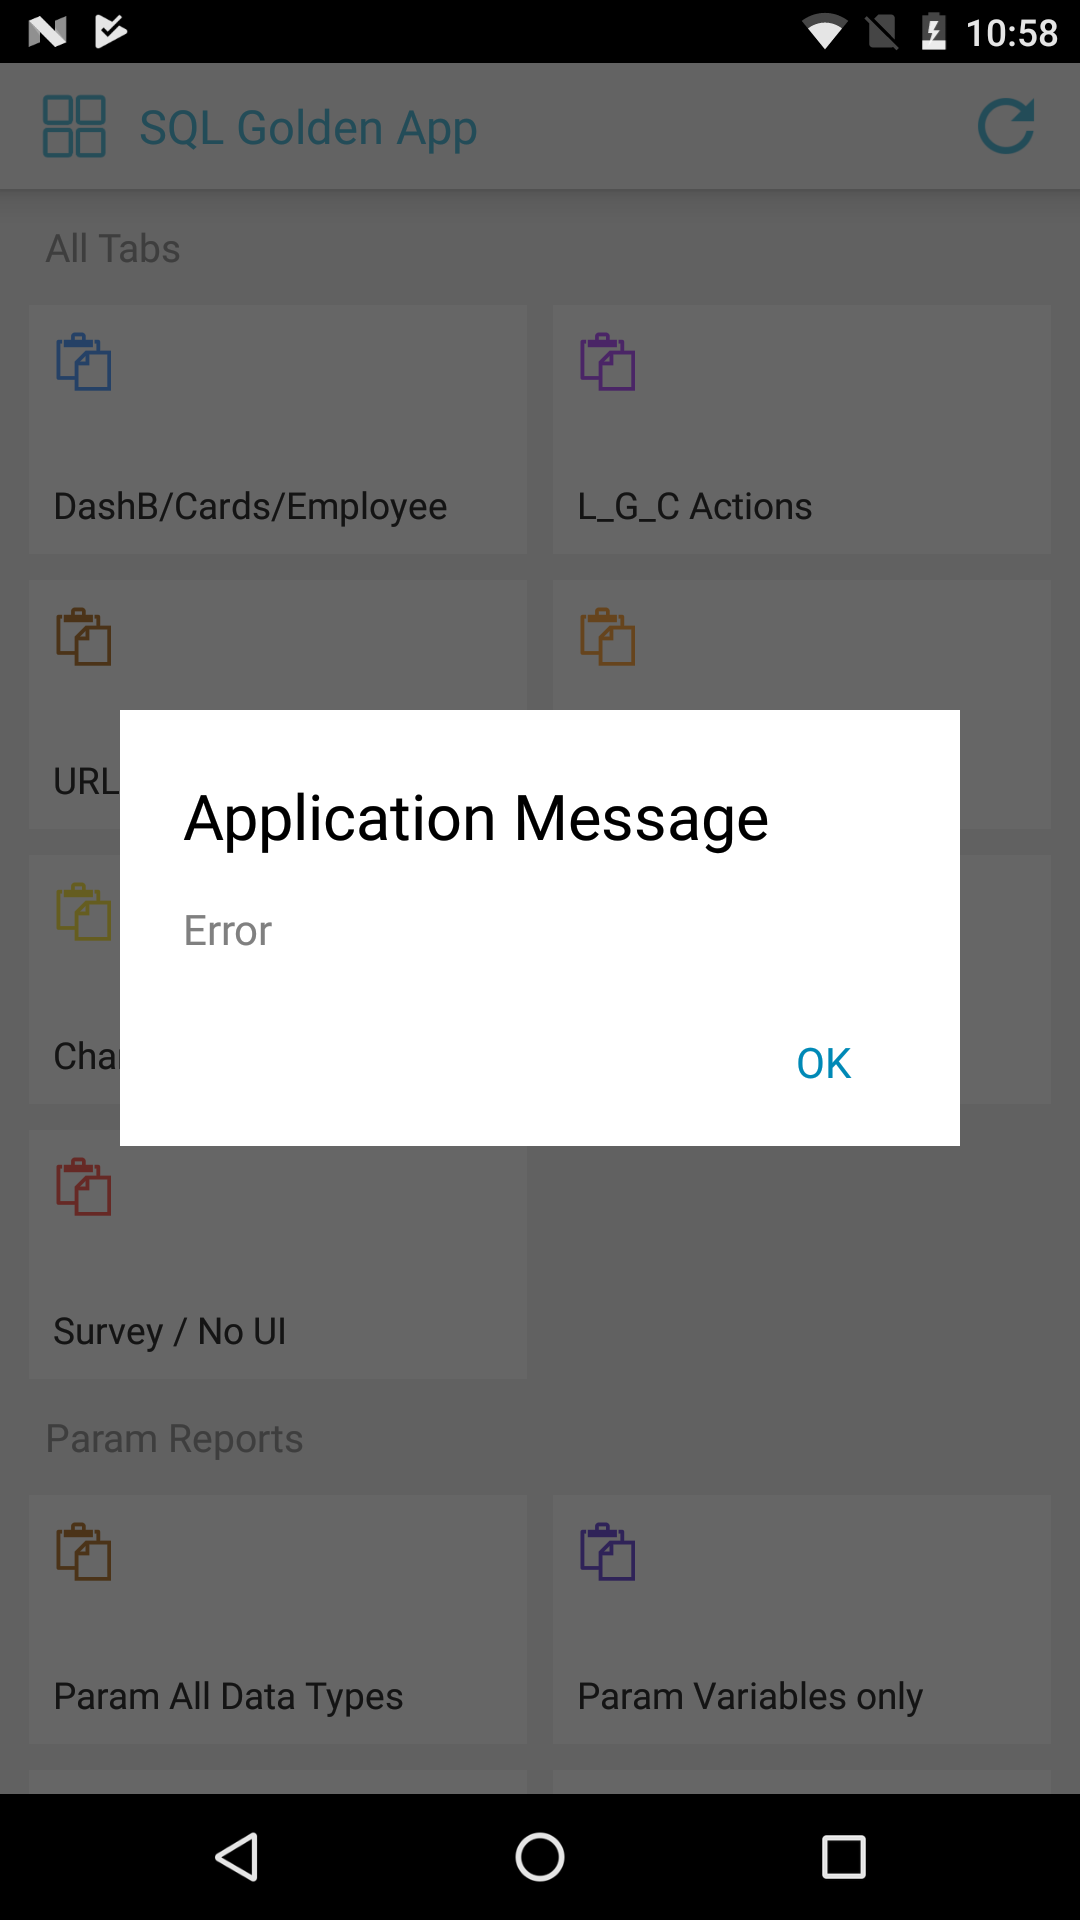 10:58
SQL Golden App
All Tabs
DashB/Cards/Employee
L_G_C Actions
URL
Application Message
Error
OK
Survey / No UI
Param Reports
Param All Data Types
Param Variables only